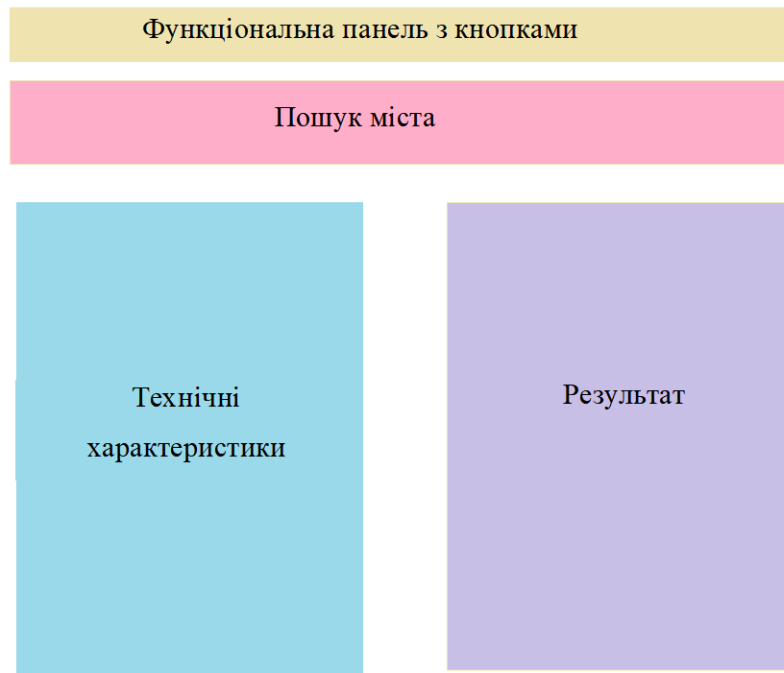 Функціональна панель з кнопками
Пошук міста
Технічні
характеристики
Результат